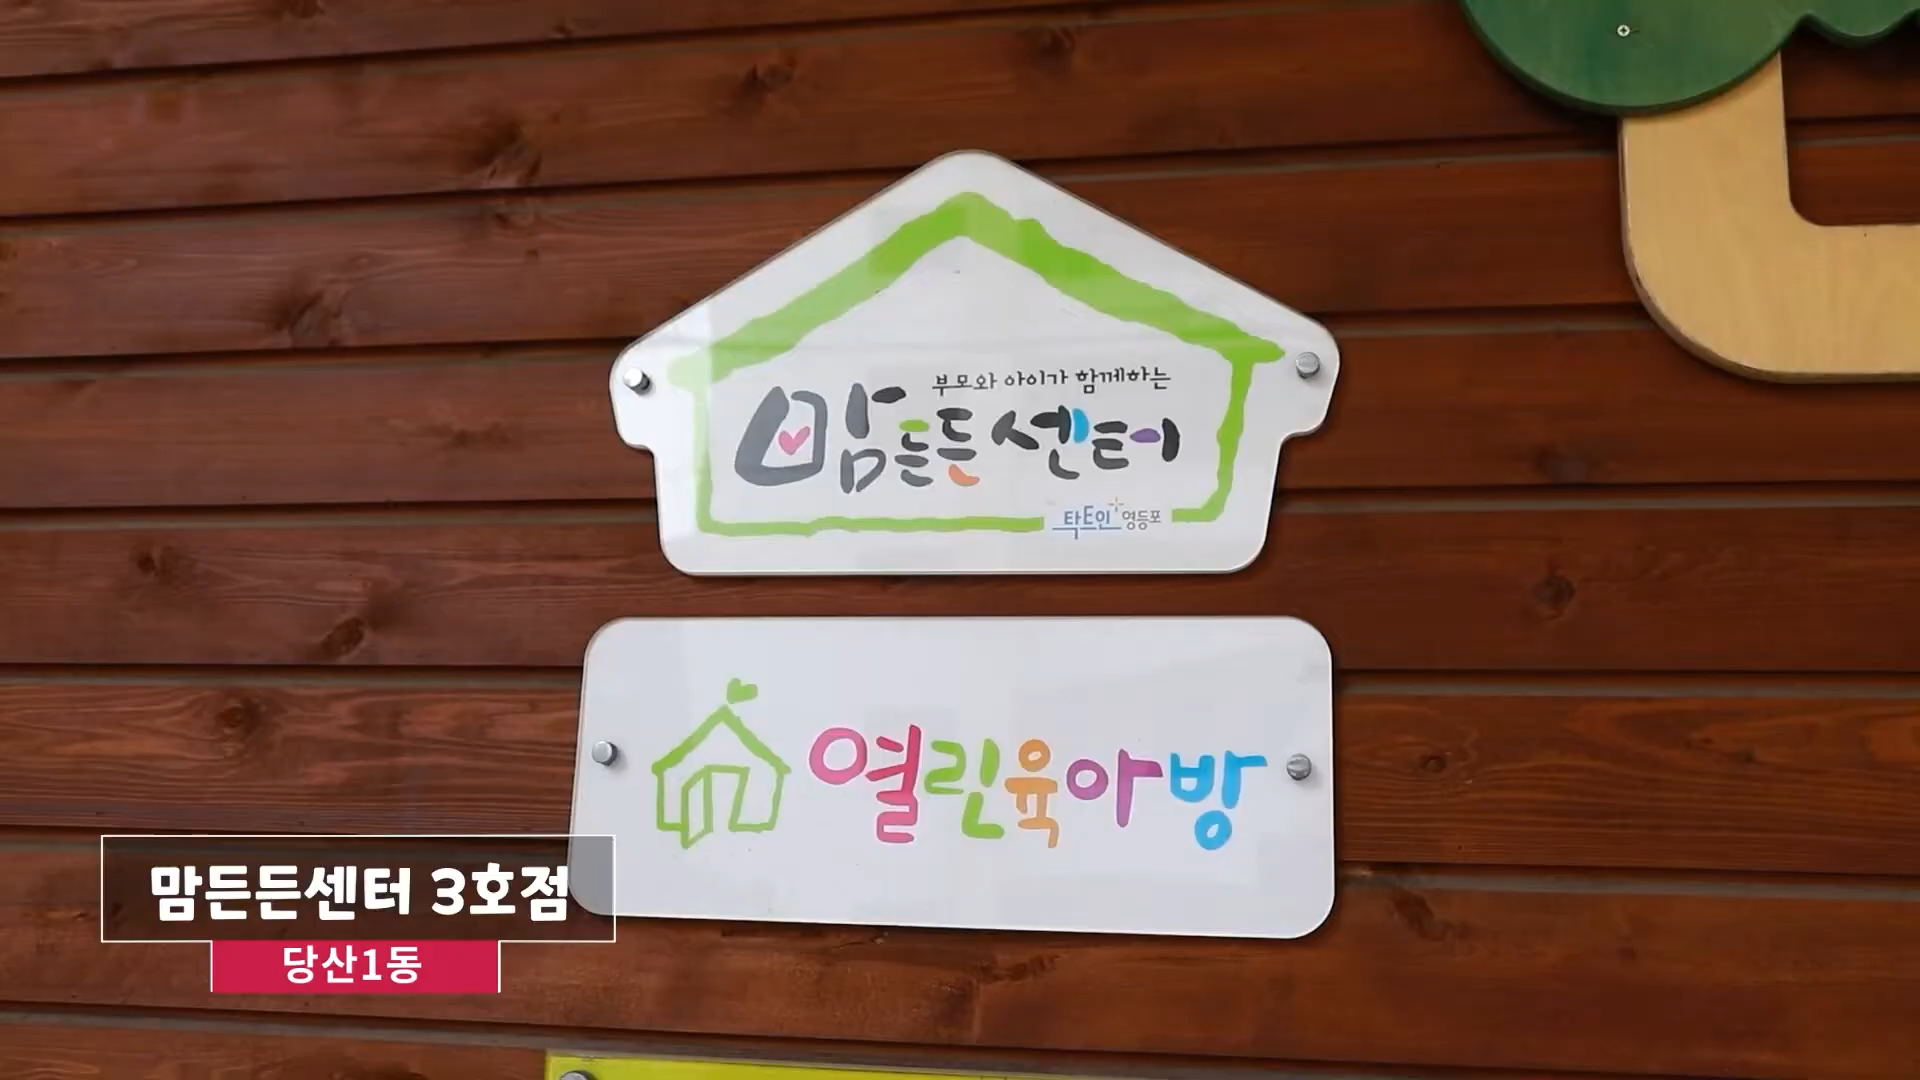 부모와 아이가 함께하는
맘든든센터
탁트인 영등포
열린육아방
맘든든센터 3호점
당산1동